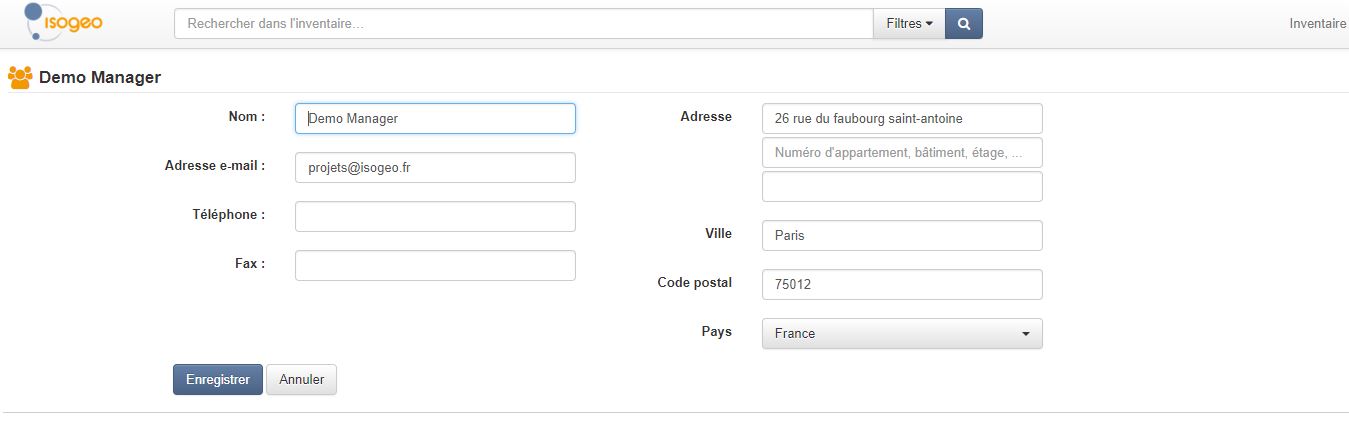 isogeo
Rechercher dans l'inventaire...
Filtres
Inventaire
Demo Manager
Nom :
Demo Manager
Adresse e-mail :
projets@isogeo.fr
Téléphone :
Fax :
Adresse
26 rue du faubourg saint-antoine
Numéro d'appartement, bâtiment, étage, ...
Ville
Paris
Code postal
75012
Pays
France
Enregistrer
Annuler